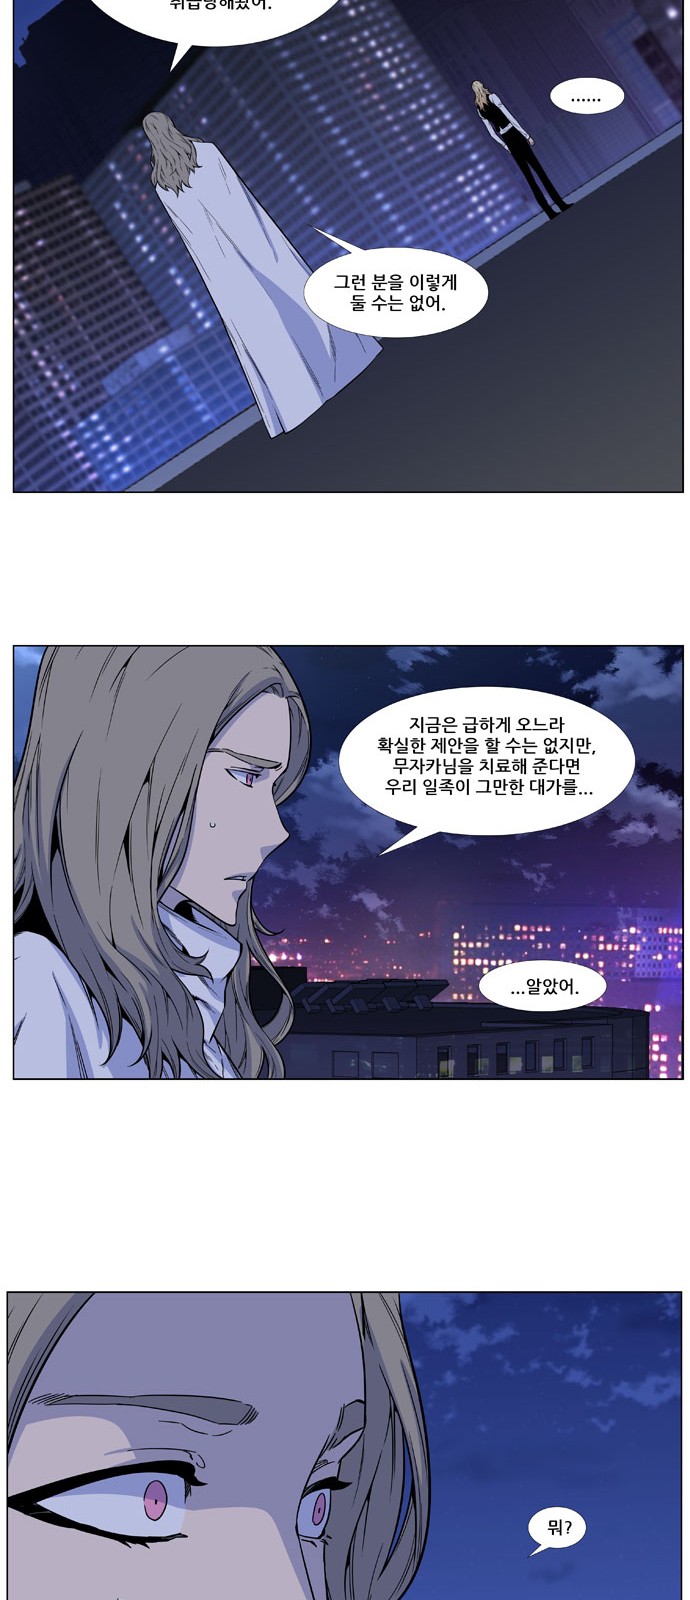 취급당해왔어.
......
그런 분을 이렇게
둘 수는 없어.
지금은 급하게 오느라
확실한 제안을 할 수는 없지만,
무자카님을 치료해 준다면
우리 일족이 그만한 대가를...
...알았어.
뭐?